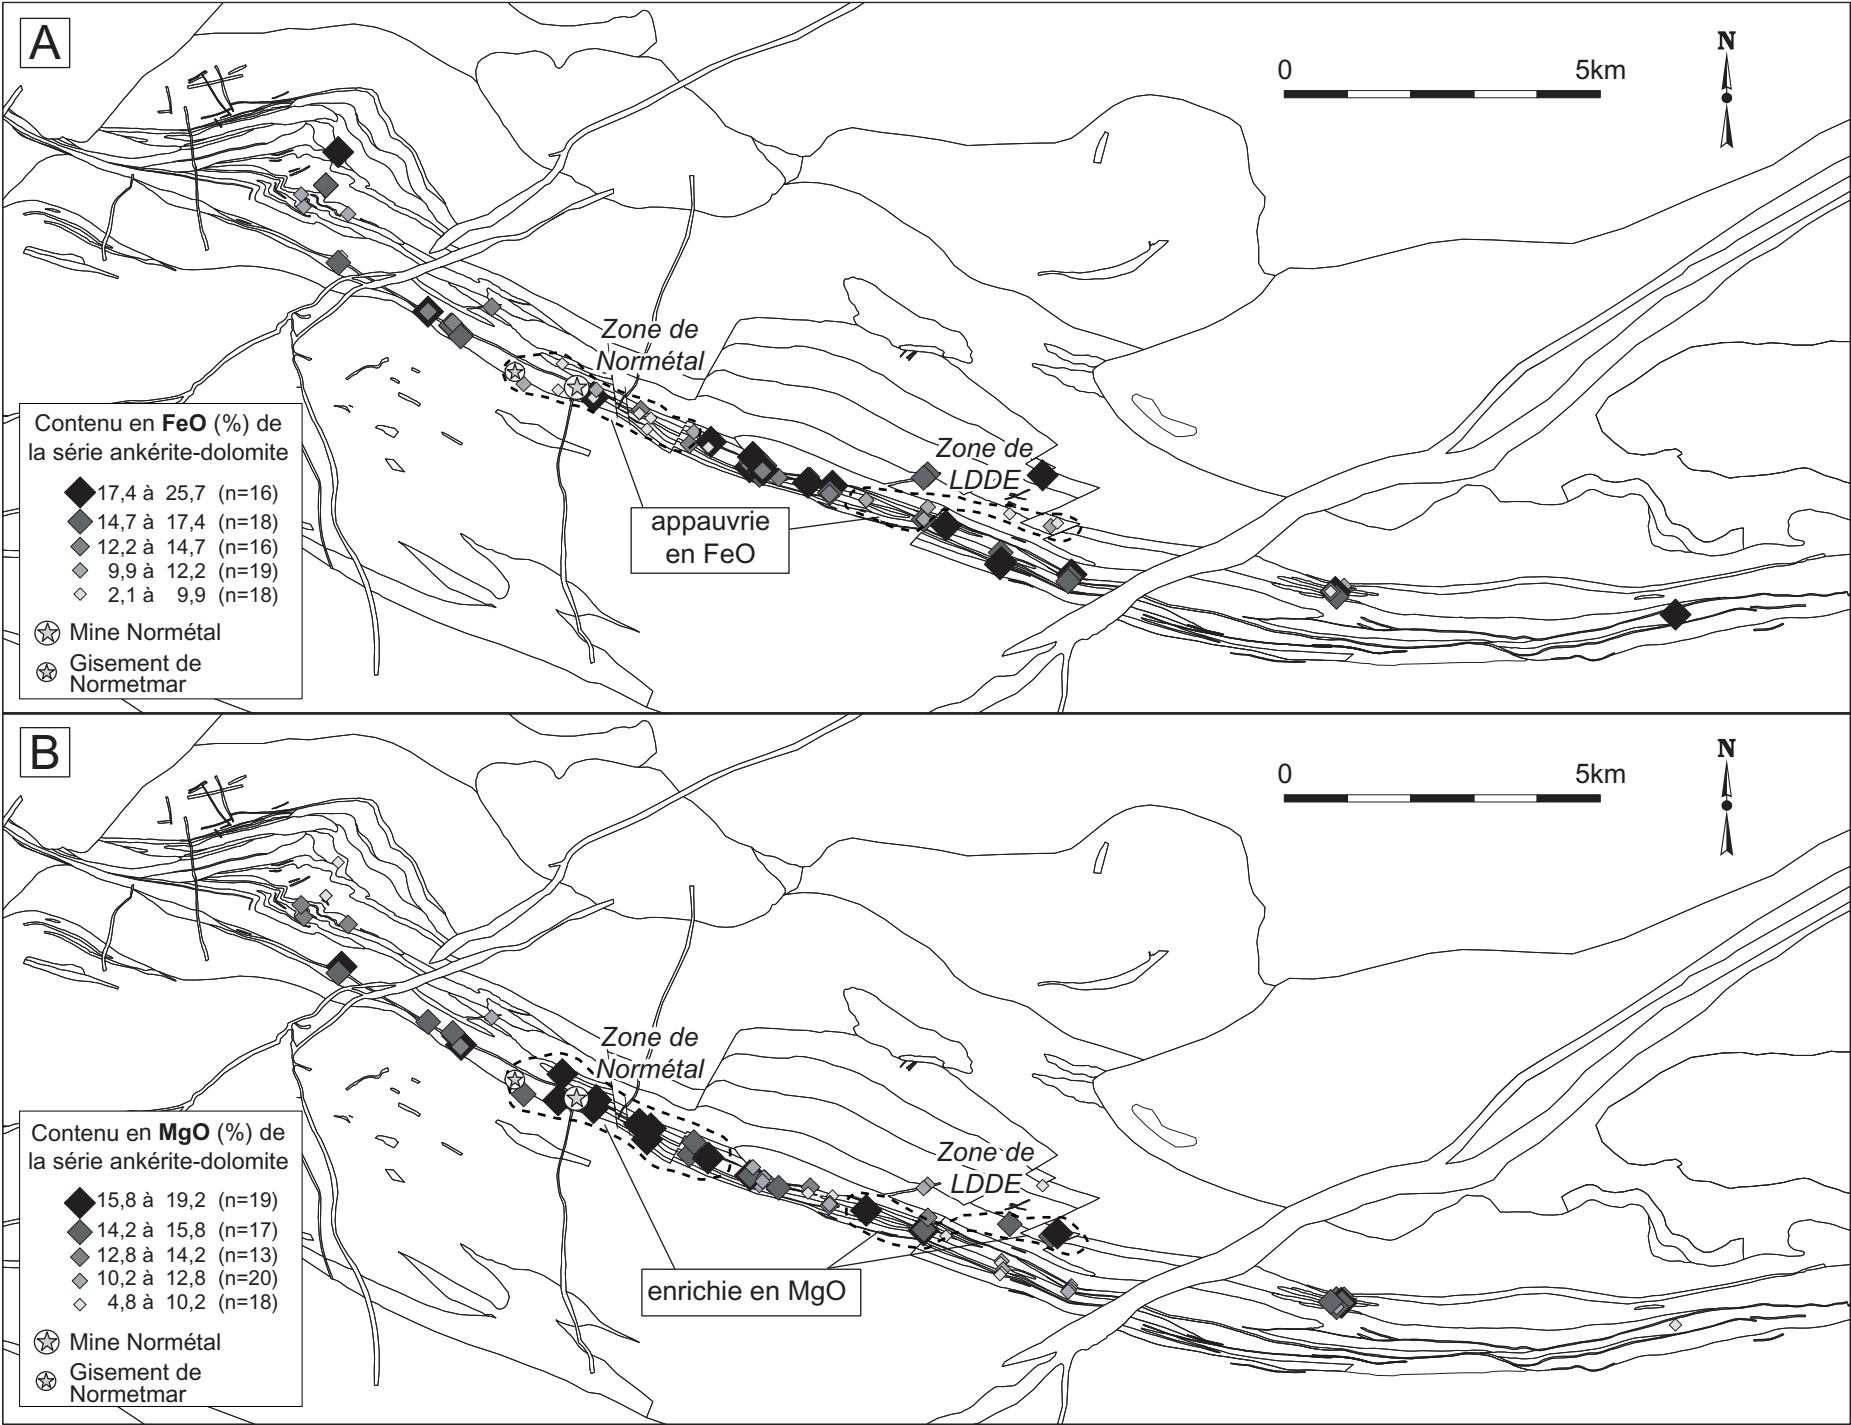 A
0 5km
N
Zone de
Normétal
Zone de
LDDE
appauvrie
en FeO
Contenu en FeO (%) de
la série ankérite-dolomite
17,4 à 25,7 (n=16)
14,7 à 17,4 (n=18)
12,2 à 14,7 (n=16)
9,9 à 12,2 (n=19)
2,1 à 9,9 (n=18)
Mine Normétal
Gisement de
Normetmar
B
0 5km
N
Zone de
Normétal
Zone de
LDDE
enrichie en MgO
Contenu en MgO (%) de
la série ankérite-dolomite
15,8 à 19,2 (n=19)
14,2 à 15,8 (n=17)
12,8 à 14,2 (n=13)
10,2 à 12,8 (n=20)
4,8 à 10,2 (n=18)
Mine Normétal
Gisement de
Normetmar